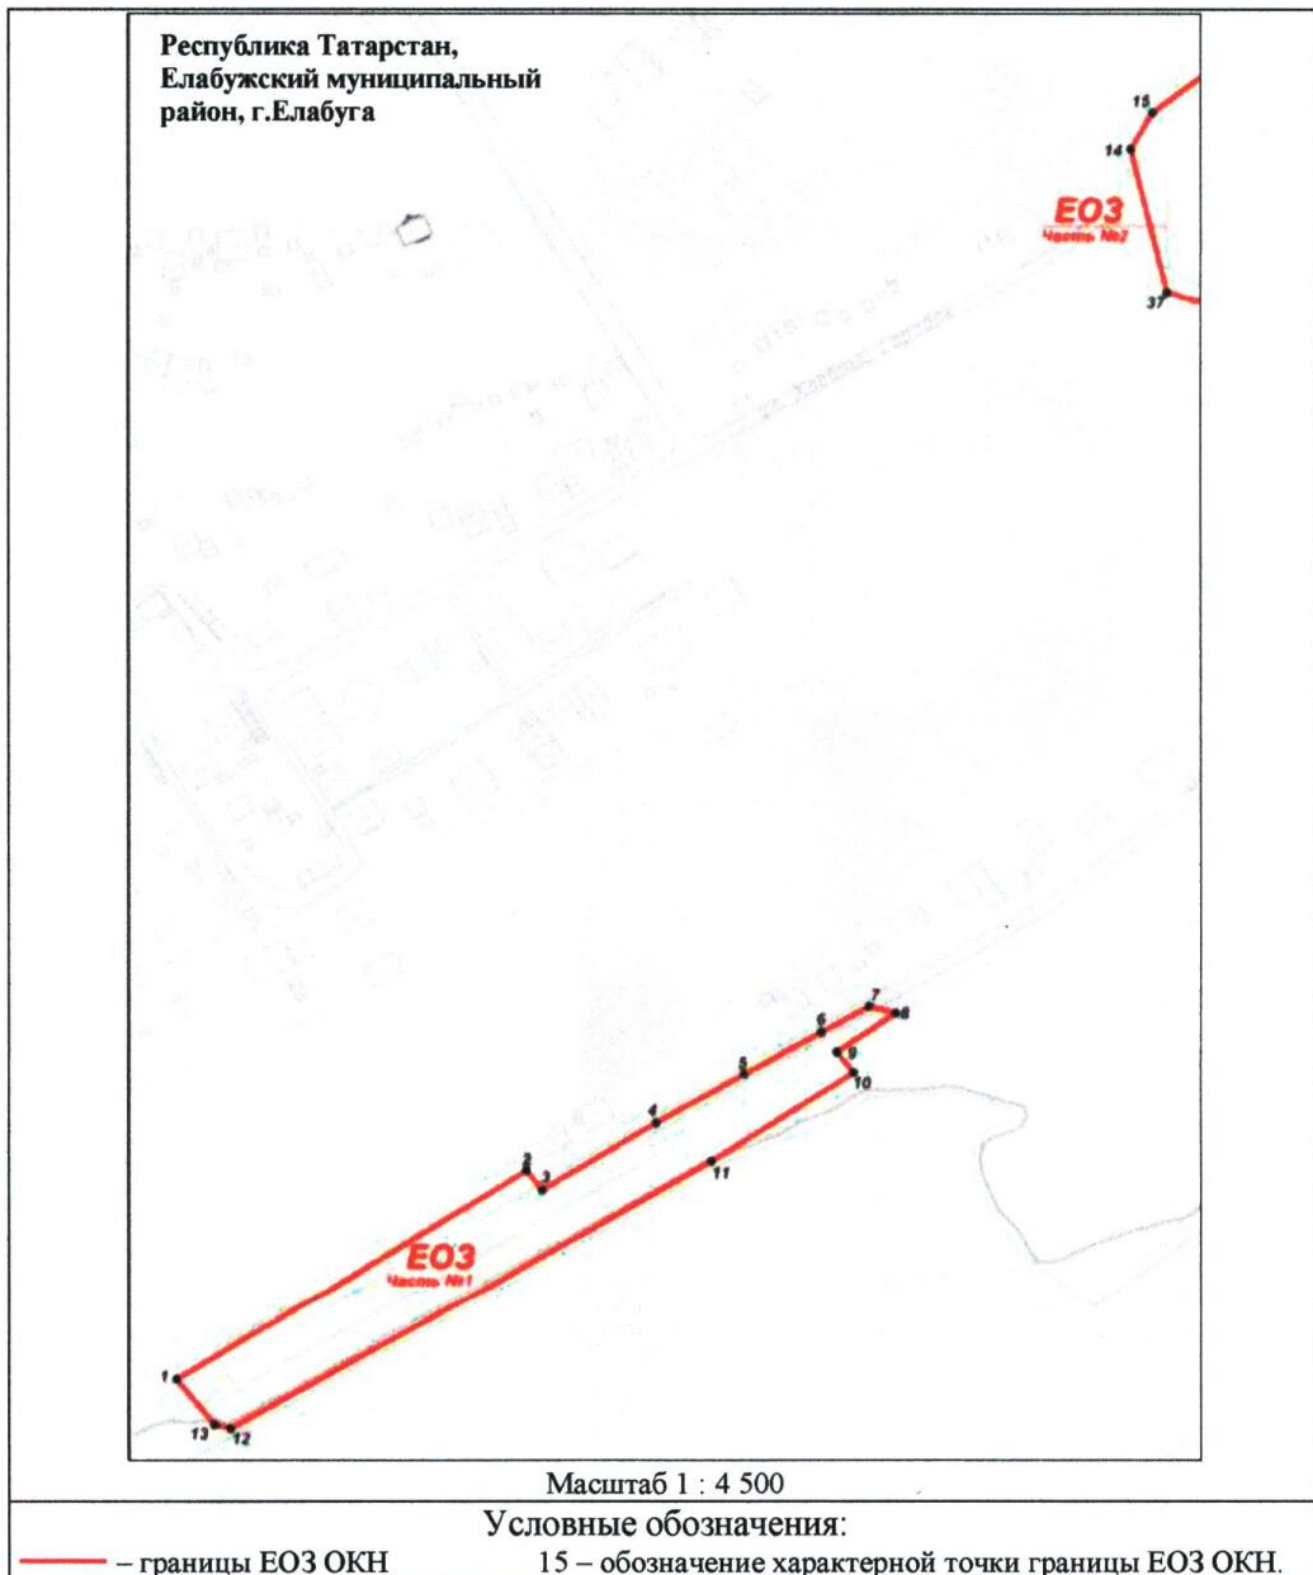 Республика Татарстан,
Елабужский муниципальный
район, г.Елабуга
15
14
ЕОЗ
Часть №2
37
7
8
6
9
5
10
4
11
2
3
ЕОЗ
Часть №1
1
13
12
Масштаб 1 : 4 500
Условные обозначения:
– границы ЕОЗ ОКН
15 – обозначение характерной точки границы ЕОЗ ОКН.